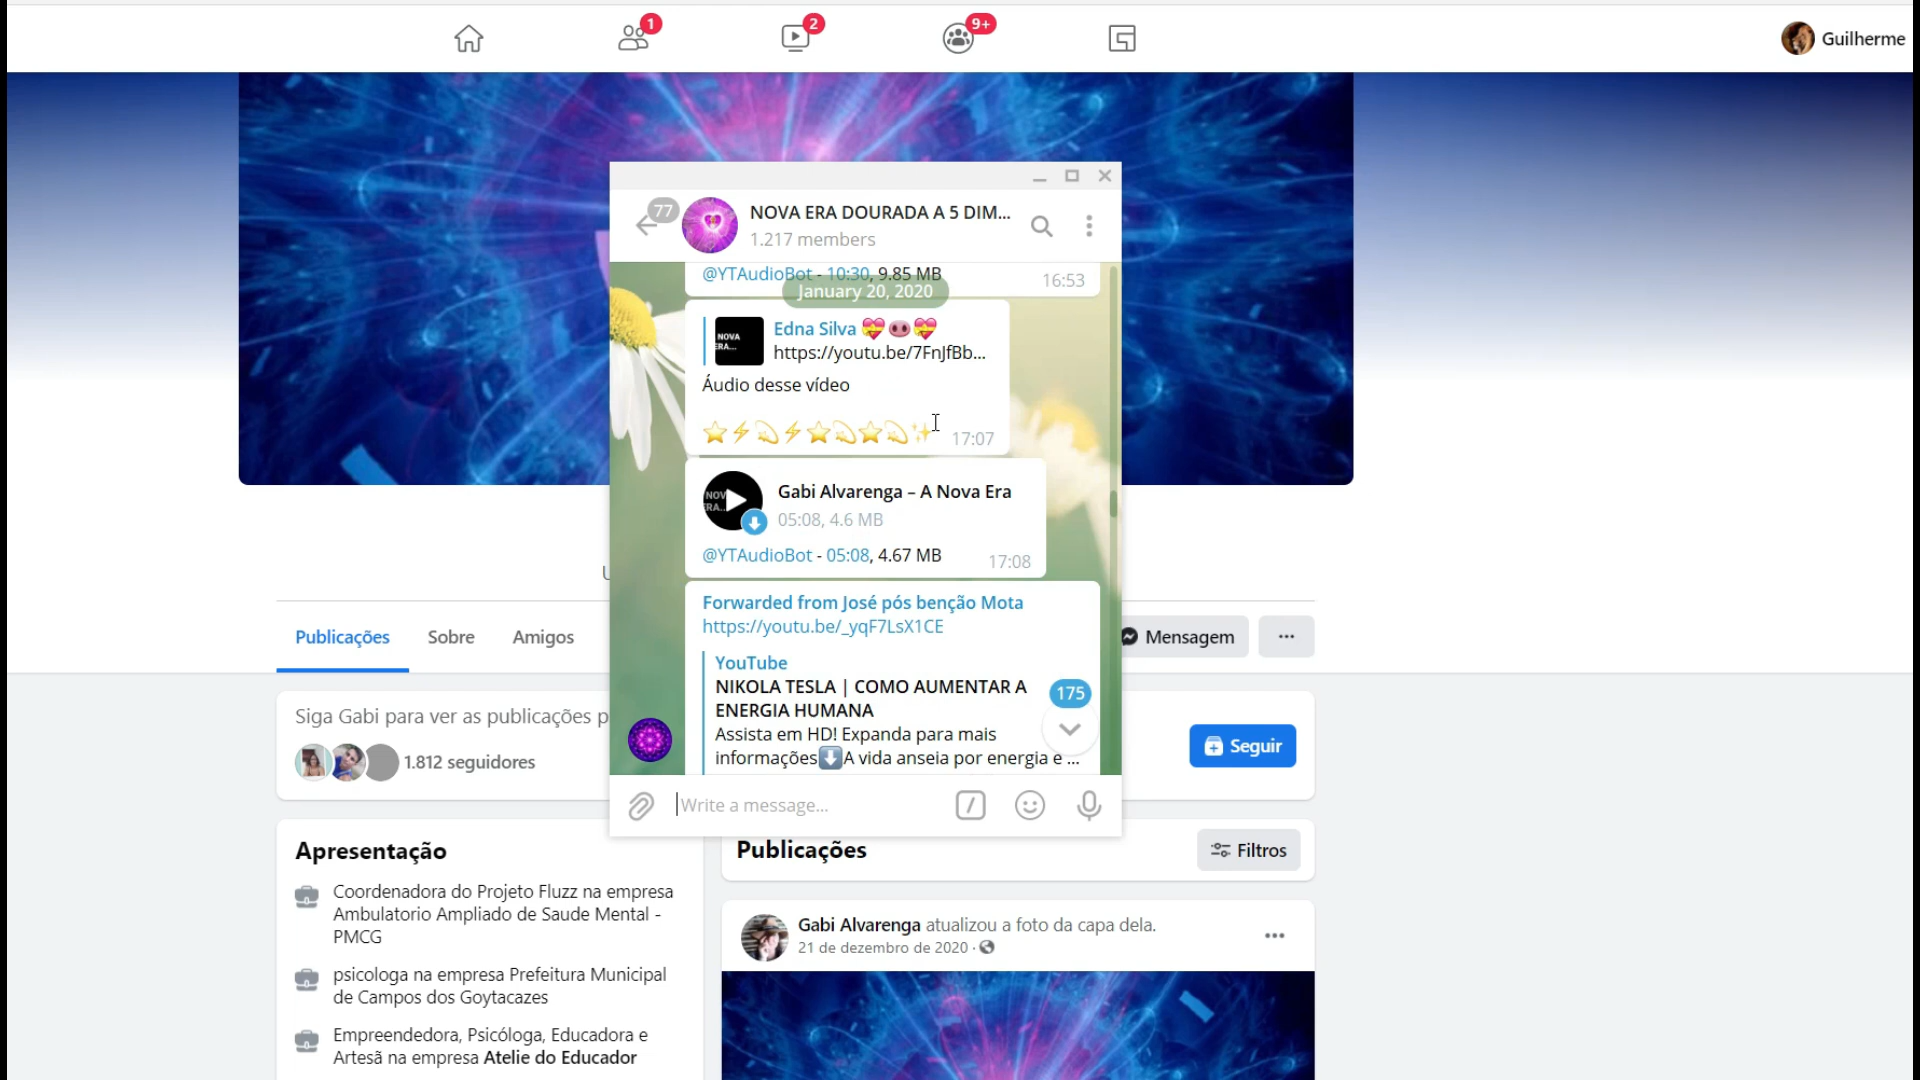 1
2
9+
Guilherme
77
NOVA ERA DOURADA A 5 DIM...
1.217 members
@YTAudioBot - 10:30, 9.85 MB
16:53
January 20, 2020
NOVA
ERA...
Edna Silva 💝🐽💝
https://youtu.be/7FnJfBb...
Áudio desse vídeo
⭐⚡💫⚡⭐💫⭐💫✨
17:07
Gabi Alvarenga – A Nova Era
05:08, 4.6 MB
@YTAudioBot - 05:08, 4.67 MB
17:08
Forwarded from José pós benção Mota
https://youtu.be/_yqF7LsX1CE
YouTube
NIKOLA TESLA | COMO AUMENTAR A
ENERGIA HUMANA
Assista em HD! Expanda para mais
informações⬇️A vida anseia por energia e ...
175
Write a message...
Publicações
Sobre
Amigos
Mensagem
Siga Gabi para ver as publicações
1.812 seguidores
Seguir
Apresentação
Coordenadora do Projeto Fluzz na empresa
Ambulatorio Ampliado de Saude Mental -
PMCG
psicologa na empresa Prefeitura Municipal
de Campos dos Goytacazes
Empreendedora, Psicóloga, Educadora e
Artesã na empresa Atelie do Educador
Publicações
Filtros
Gabi Alvarenga atualizou a foto da capa dela.
21 de dezembro de 2020 ·